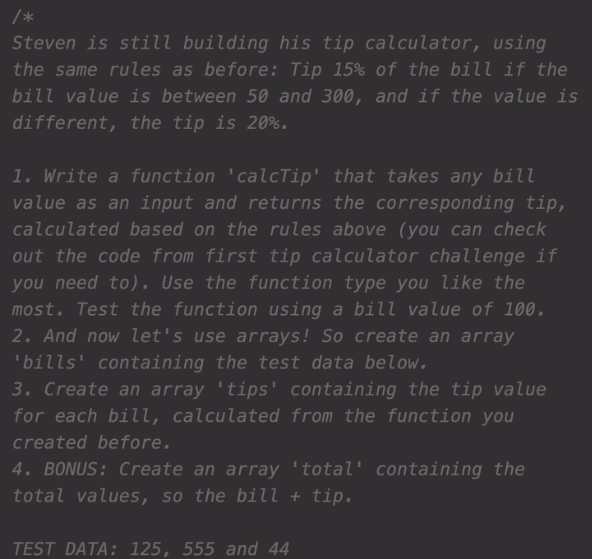 /*
Steven is still building his tip calculator, using
the same rules as before: Tip 15% of the bill if the
bill value is between 50 and 300, and if the value is
different, the tip is 20%.
1. Write a function 'calcTip' that takes any bill
value as an input and returns the corresponding tip,
calculated based on the rules above (you can check
out the code from first tip calculator challenge if
you need to). Use the function type you like the
most. Test the function using a bill value of 100.
2. And now let's use arrays! So create an array
'bills' containing the test data below.
3. Create an array 'tips' containing the tip value
for each bill, calculated from the function you
created before.
4. BONUS: Create an array 'total' containing the
total values, so the bill + tip.
TEST DATA: 125, 555 and 44